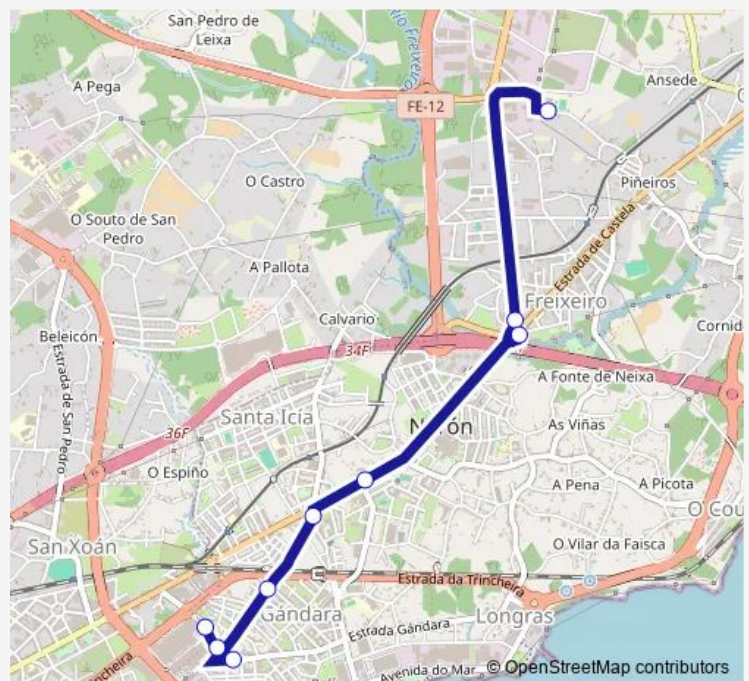 San Pedro de
Leixa
Río Freixeiro
A Pega
Ansede
FE-12
O Castro
Piñeiros
O Souto de San
Pedro
Estrada de Castela
A Pallota
Freixeiro
Calvario
Cornid
Beleicón
34F
A Fonte de Neixa
Estrada de San Pedro
Santa Icía
36F
As Viñas
O Espiño
A Pena
A Picota
O Cou
San Xoán
O Vilar da Faisca
Estrada da Trincheira
Gándara
Longras
Estrada Gándara
Avenida do Mar
© OpenStreetMap contributors